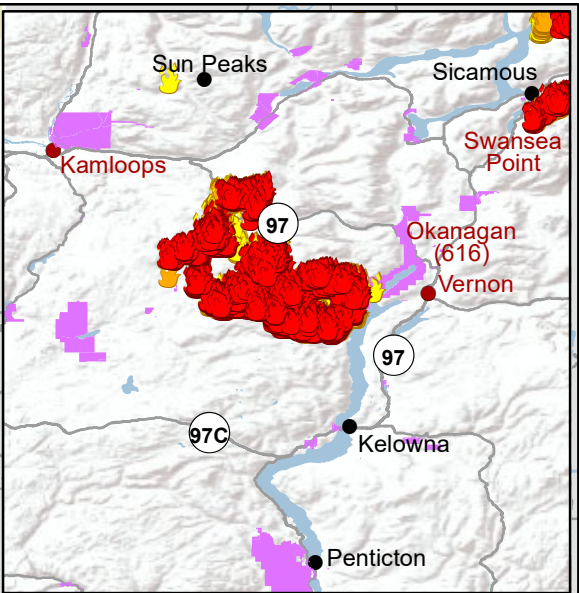 Sun Peaks
Sicamous
Swansea
Point
Kamloops
97
Okanagan
(616)
Vernon
97
97C
Kelowna
Penticton